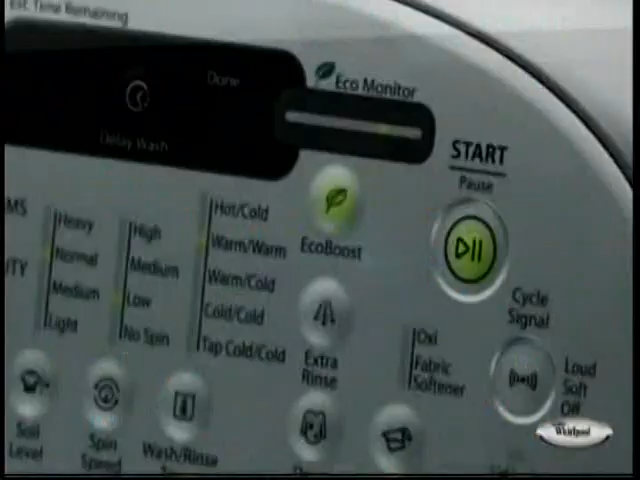 Est. Time Remaining
Done
Delay Wash
Eco Monitor
START
Pause
EcoBoost
Heavy
Normal
Medium
Light
High
Medium
Low
No Spin
Hot/Cold
Warm/Warm
Warm/Cold
Cold/Cold
Tap Cold/Cold
Extra
Rinse
Oxi
Fabric
Softener
Cycle
Signal
Loud
Soft
Off
Soil
Level
Spin
Speed
Wash/Rinse
Whirlpool